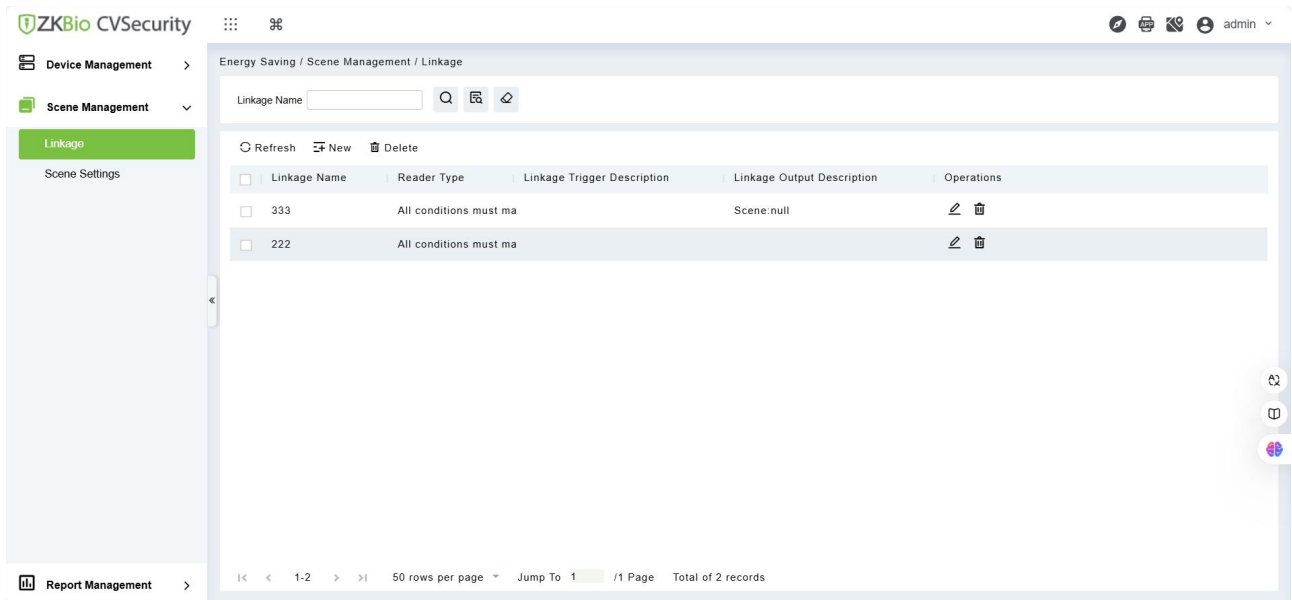 ZKBio CVSecurity
admin
Device Management
Scene Management
Linkage
Scene Settings
Report Management
Energy Saving / Scene Management / Linkage
Linkage Name
Refresh New Delete
Linkage Name Reader Type Linkage Trigger Description Linkage Output Description Operations
333 All conditions must ma Scene:null
222 All conditions must ma
1-2 50 rows per page Jump To 1 /1 Page Total of 2 records